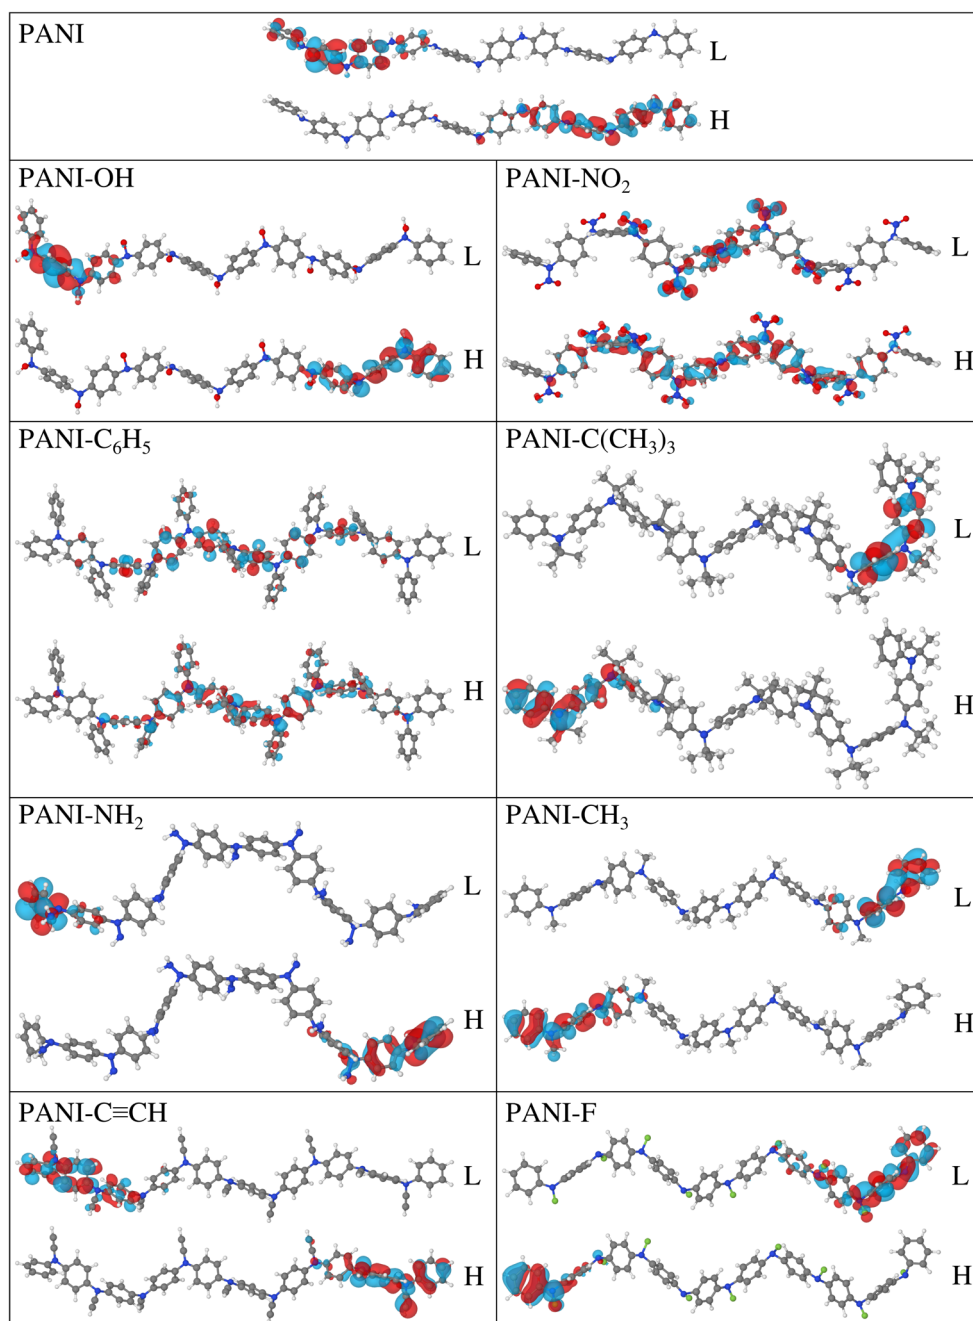 PANI
L
H
PANI-OH
L
H
PANI-NO₂
L
H
PANI-C₆H₅
L
H
PANI-C(CH₃)₃
L
H
PANI-NH₂
L
H
PANI-CH₃
L
H
PANI-C≡CH
L
H
PANI-F
L
H